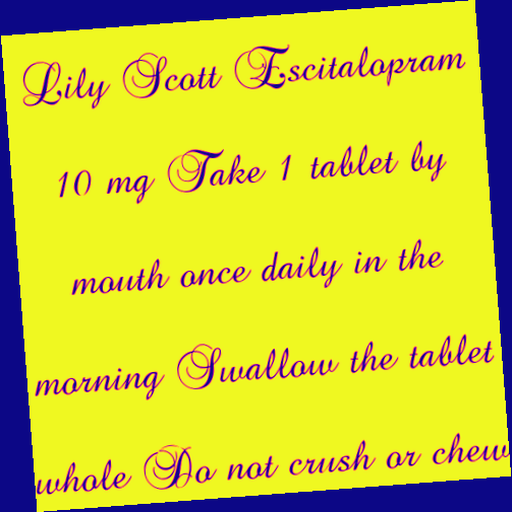 Lily Scott Escitalopram
10 mg Take 1 tablet by
mouth once daily in the
morning Swallow the tablet
whole Do not crush or chew